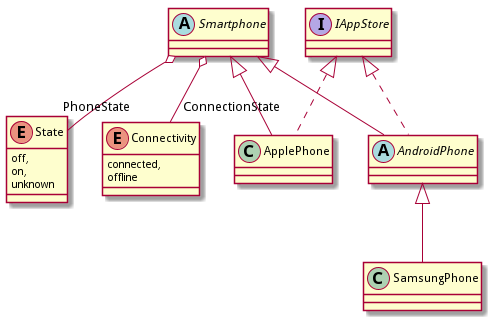 A Smartphone
I IAppStore
PhoneState
ConnectionState
E State
off,
on,
unknown
E Connectivity
connected,
offline
C ApplePhone
A AndroidPhone
C SamsungPhone